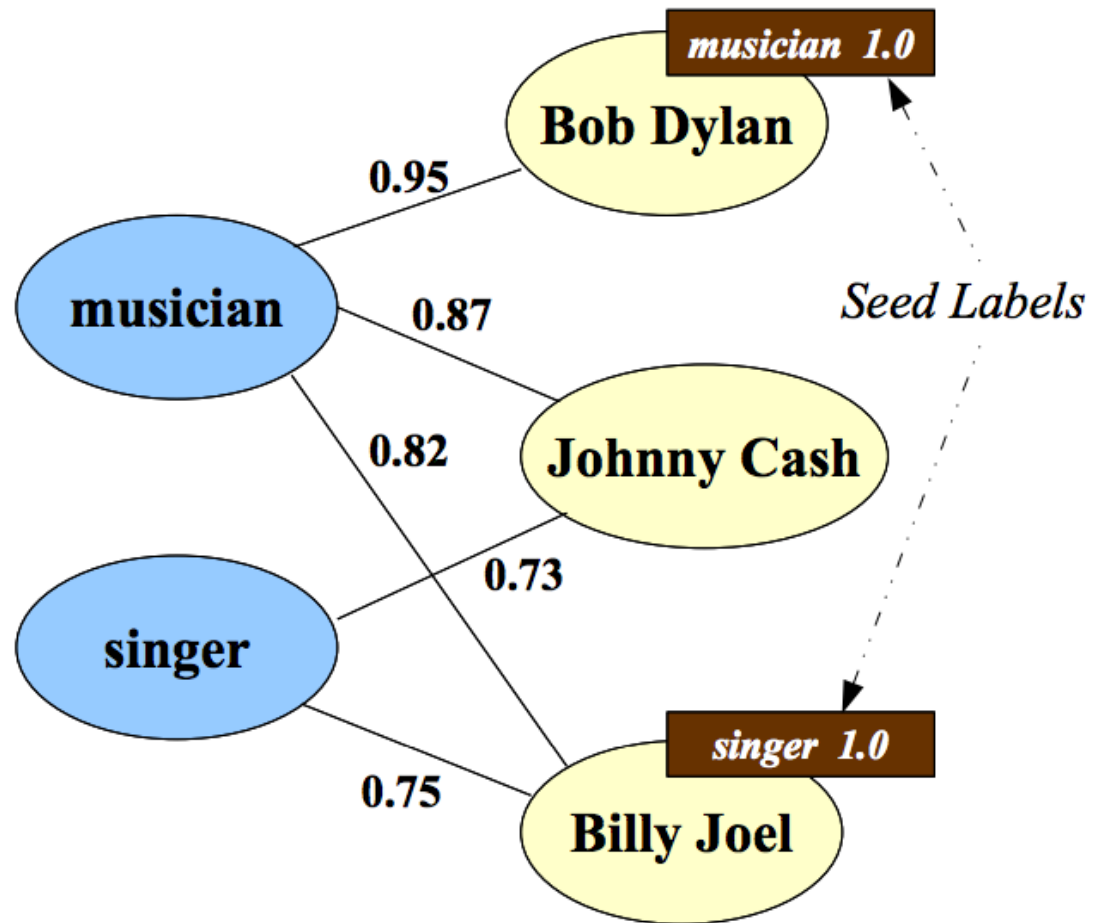 musician 1.0
Bob Dylan
0.95
musician
0.87
Seed Labels
0.82
Johnny Cash
0.73
singer
singer 1.0
0.75
Billy Joel